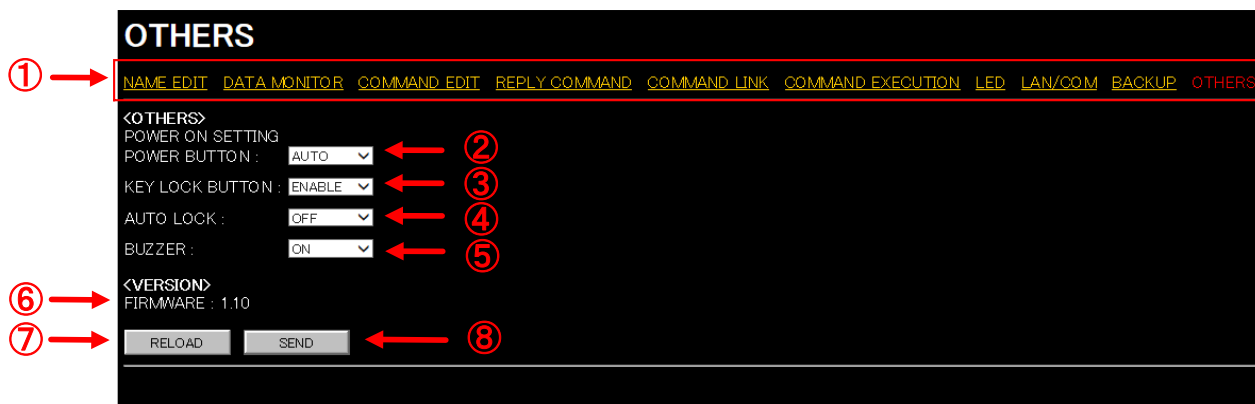 OTHERS
① NAME EDIT DATA MONITOR COMMAND EDIT REPLY COMMAND COMMAND LINK COMMAND EXECUTION LED LAN/COM BACKUP OTHERS
<OTHERS>
POWER ON SETTING
POWER BUTTON : AUTO ②
KEY LOCK BUTTON : ENABLE ③
AUTO LOCK : OFF ④
BUZZER : ON ⑤
<VERSION>
⑥ FIRMWARE : 1.10
⑦ RELOAD SEND ⑧